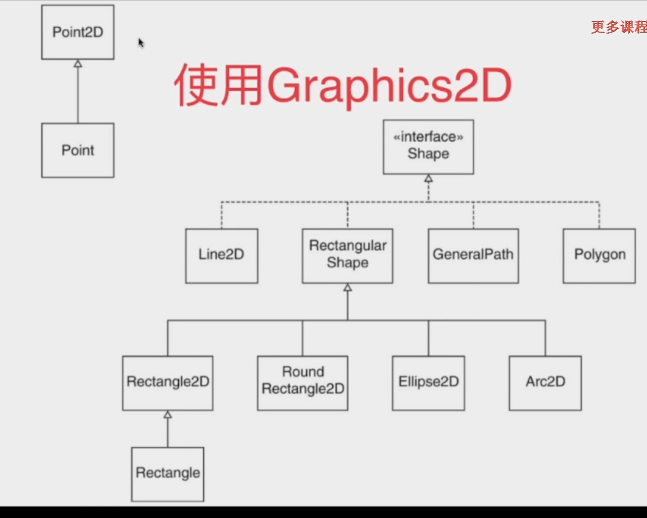 更多课程
Point2D
使用Graphics2D
Point
«interface»
Shape
Line2D
Rectangular
Shape
GeneralPath
Polygon
Rectangle2D
Round
Rectangle2D
Ellipse2D
Arc2D
Rectangle